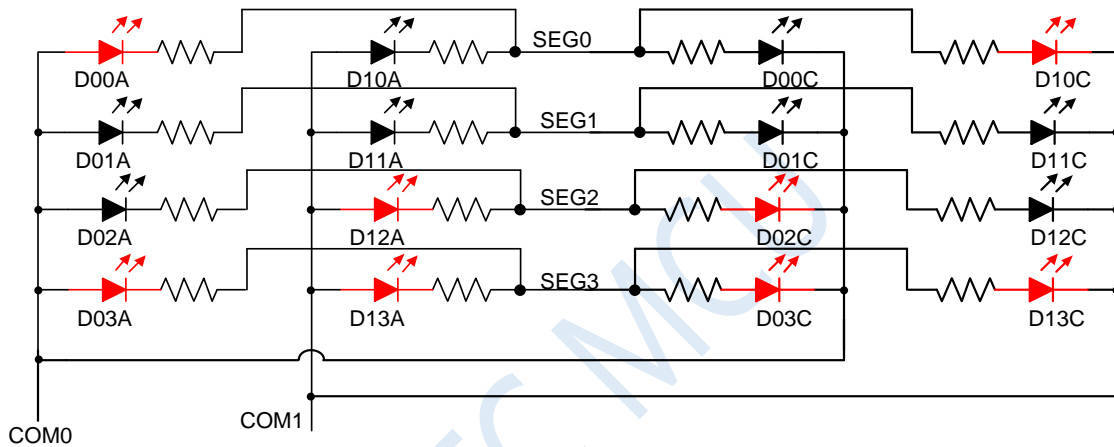 SEG0
D00A D10A D00C D10C
SEG1
D01A D11A D01C D11C
SEG2
D02A D12A D02C D12C
SEG3
D03A D13A D03C D13C
COM0 COM1
MCU